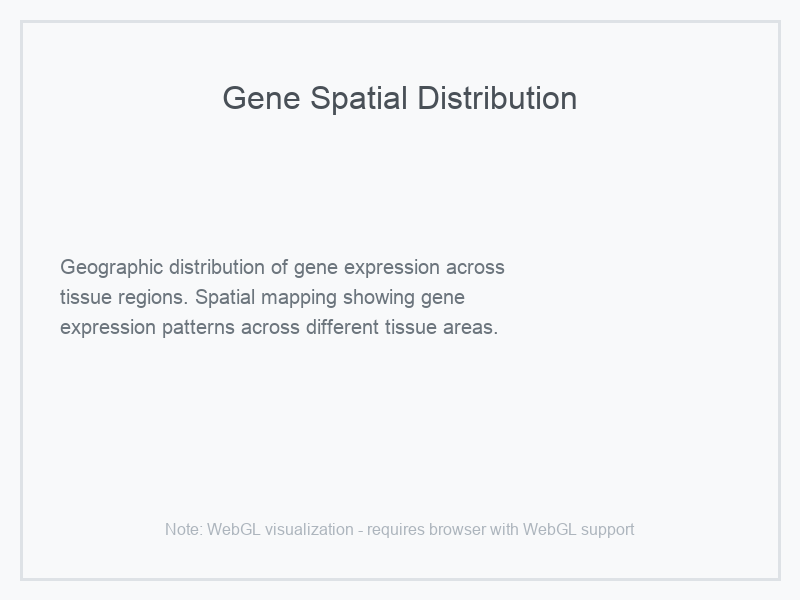 Gene Spatial Distribution
Geographic distribution of gene expression across
tissue regions. Spatial mapping showing gene
expression patterns across different tissue areas.
Note: WebGL visualization - requires browser with WebGL support